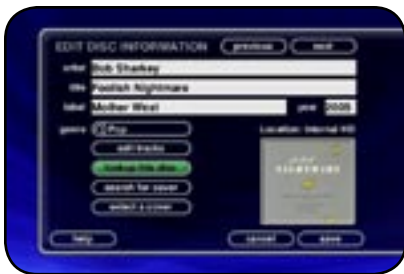 EDIT DISC INFORMATION previous next
artist Bob Sharkey
title Foolish Nightmare
label Mother West year 2005
genre Pop
edit tracks
lookup this disc
search for cover
select a cover
Location: Internal HD
NIGHTMARE
help cancel save